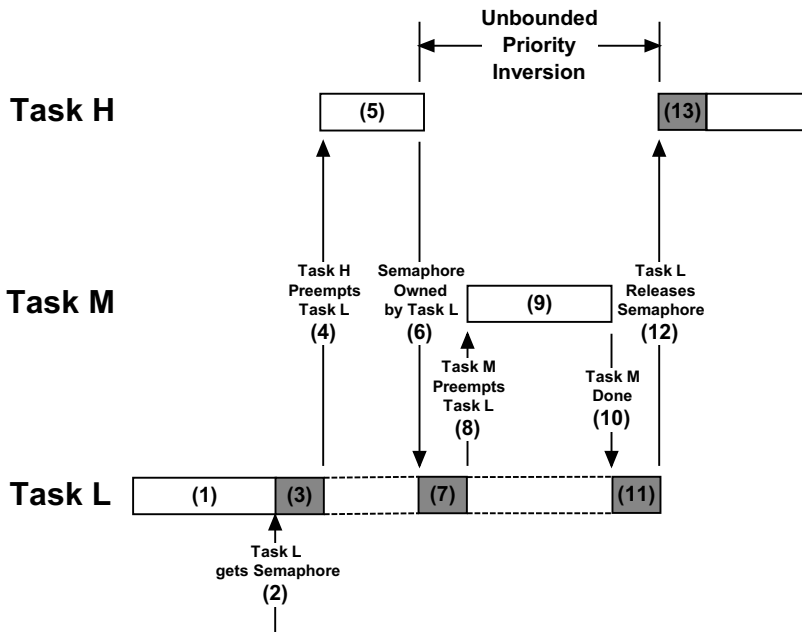 Unbounded
Priority
Inversion
Task H
(5)
(13)
Task H
Preempts
Task L
(4)
Semaphore
Owned
by Task L
(6)
Task L
Releases
Semaphore
(12)
Task M
(9)
Task M
Preempts
Task L
(8)
Task M
Done
(10)
Task L
(1)
(3)
(7)
(11)
Task L
gets Semaphore
(2)